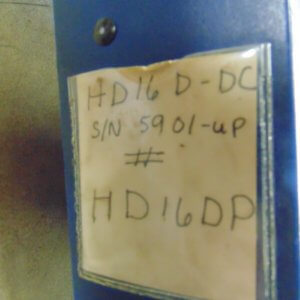 HD16 D-DC
S/N 5901-up
#
HD16DP